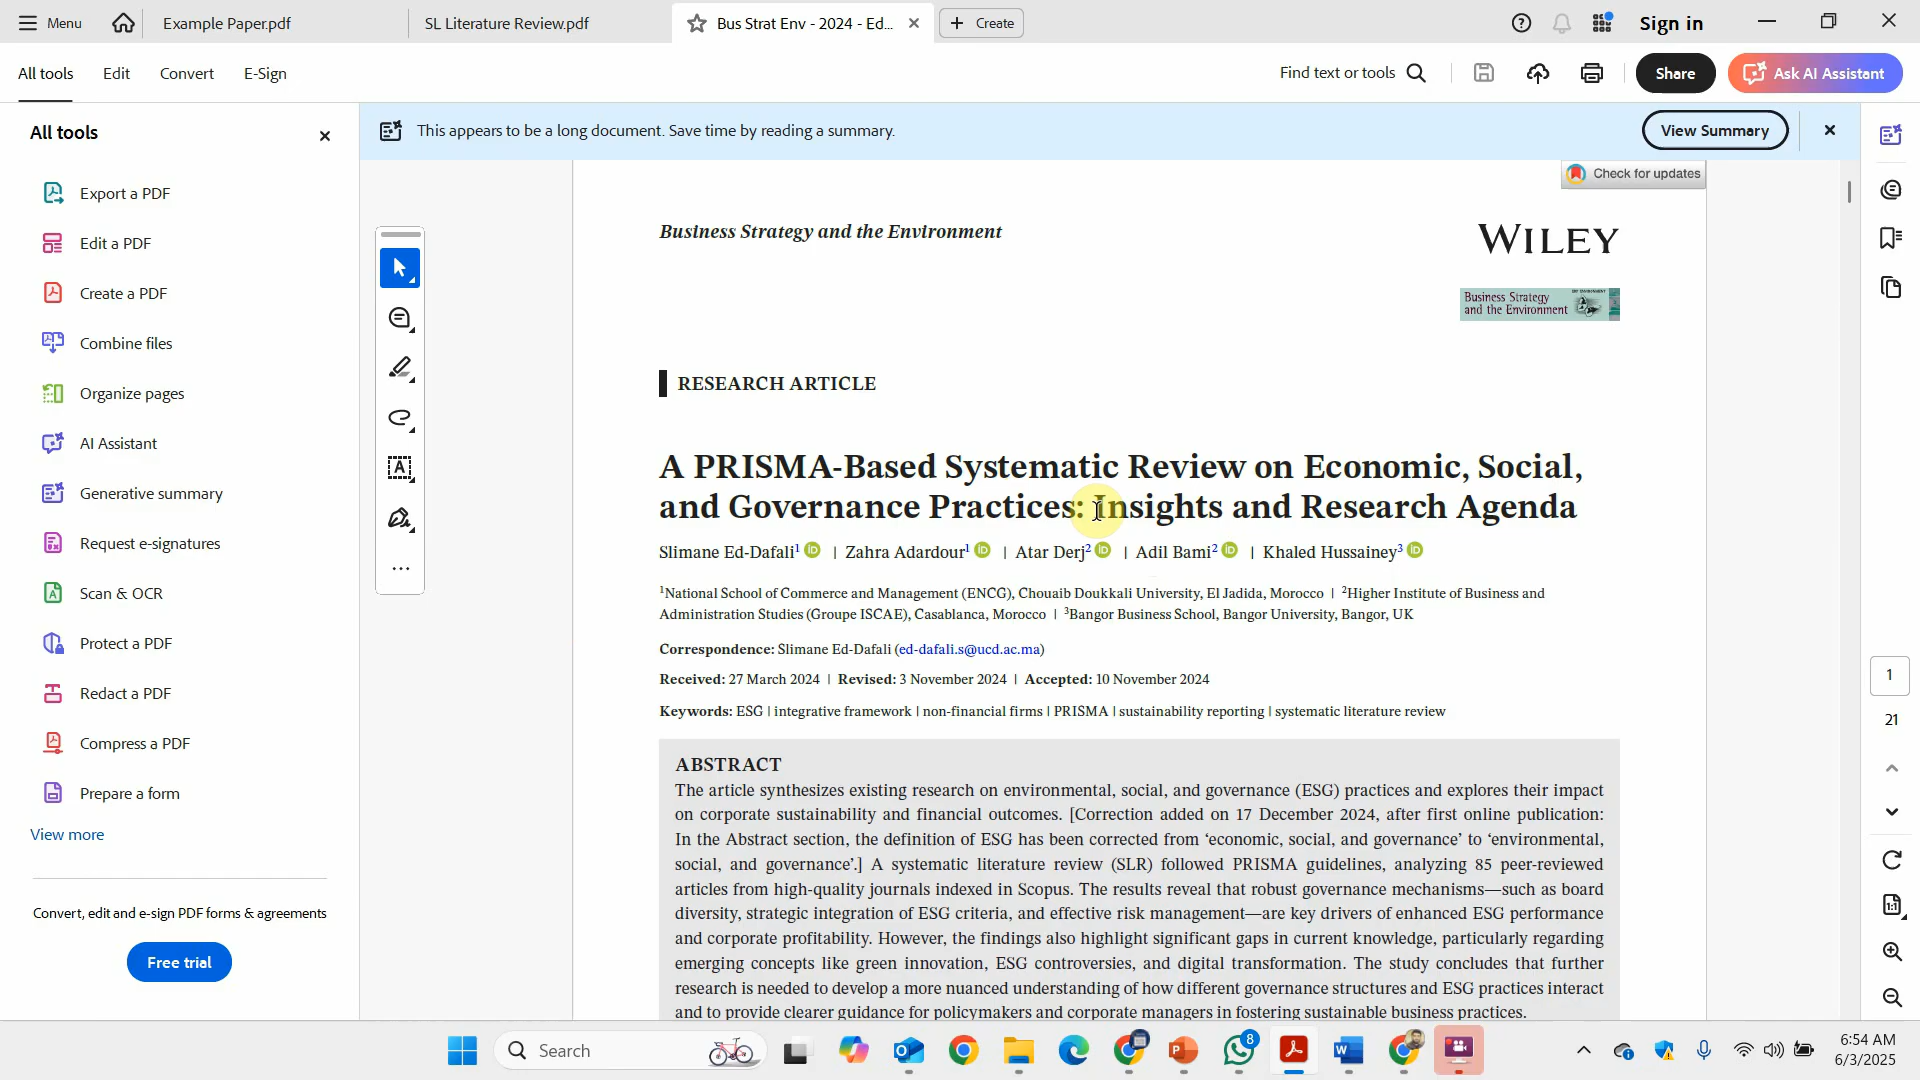 Menu
Example Paper.pdf
SL Literature Review.pdf
Bus Strat Env - 2024 - Ed...
Create
Sign in
All tools
Edit
Convert
E-Sign
Find text or tools
Share
Ask AI Assistant
All tools
This appears to be a long document. Save time by reading a summary.
View Summary
Export a PDF
Edit a PDF
Create a PDF
Combine files
Organize pages
AI Assistant
Generative summary
Request e-signatures
Scan & OCR
Protect a PDF
Redact a PDF
Compress a PDF
Prepare a form
View more
Convert, edit and e-sign PDF forms & agreements
Free trial
Check for updates
Business Strategy and the Environment
WILEY
Business Strategy
and the Environment
RESEARCH ARTICLE
A PRISMA-Based Systematic Review on Economic, Social,
and Governance Practices: Insights and Research Agenda
Slimane Ed-Dafali¹ | Zahra Adardour¹ | Atar Derj² | Adil Bami² | Khaled Hussainey³
¹National School of Commerce and Management (ENCG), Chouaib Doukkali University, El Jadida, Morocco | ²Higher Institute of Business and
Administration Studies (Groupe ISCAE), Casablanca, Morocco | ³Bangor Business School, Bangor University, Bangor, UK
Correspondence: Slimane Ed-Dafali (ed-dafali.s@ucd.ac.ma)
Received: 27 March 2024 | Revised: 3 November 2024 | Accepted: 10 November 2024
Keywords: ESG | integrative framework | non-financial firms | PRISMA | sustainability reporting | systematic literature review
ABSTRACT
The article synthesizes existing research on environmental, social, and governance (ESG) practices and explores their impact
on corporate sustainability and financial outcomes. [Correction added on 17 December 2024, after first online publication:
In the Abstract section, the definition of ESG has been corrected from ‘economic, social, and governance’ to ‘environmental,
social, and governance’.] A systematic literature review (SLR) followed PRISMA guidelines, analyzing 85 peer-reviewed
articles from high-quality journals indexed in Scopus. The results reveal that robust governance mechanisms—such as board
diversity, strategic integration of ESG criteria, and effective risk management—are key drivers of enhanced ESG performance
and corporate profitability. However, the findings also highlight significant gaps in current knowledge, particularly regarding
emerging concepts like green innovation, ESG controversies, and digital transformation. The study concludes that further
research is needed to develop a more nuanced understanding of how different governance structures and ESG practices interact
and to provide clearer guidance for policymakers and corporate managers in fostering sustainable business practices.
1
21
Search
8
6:54 AM
6/3/2025